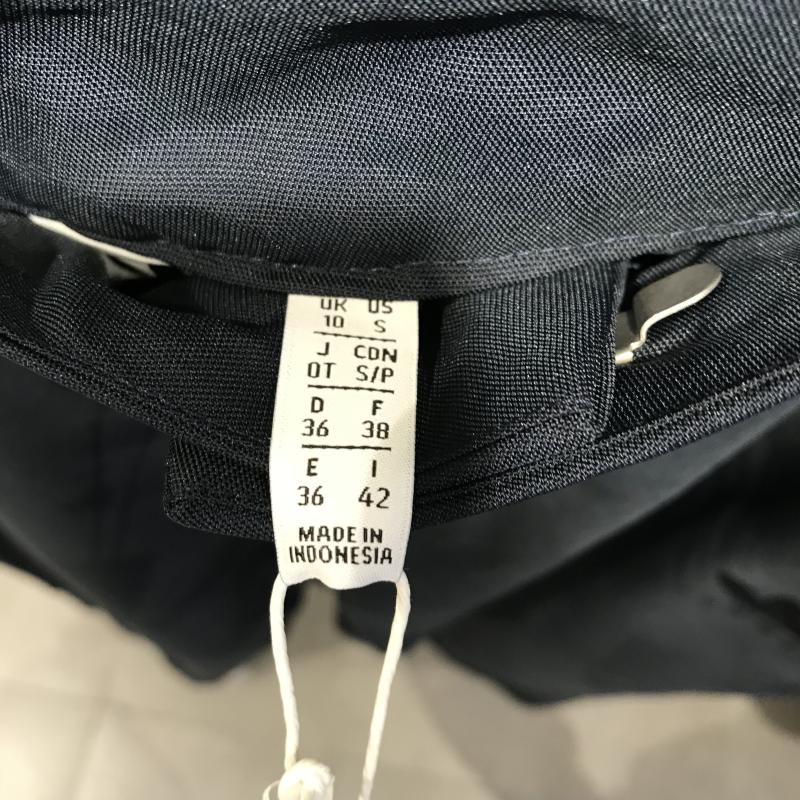 UK US
10 S
J CDN
OT S/P
D F
36 38
E I
36 42
MADE IN
INDONESIA